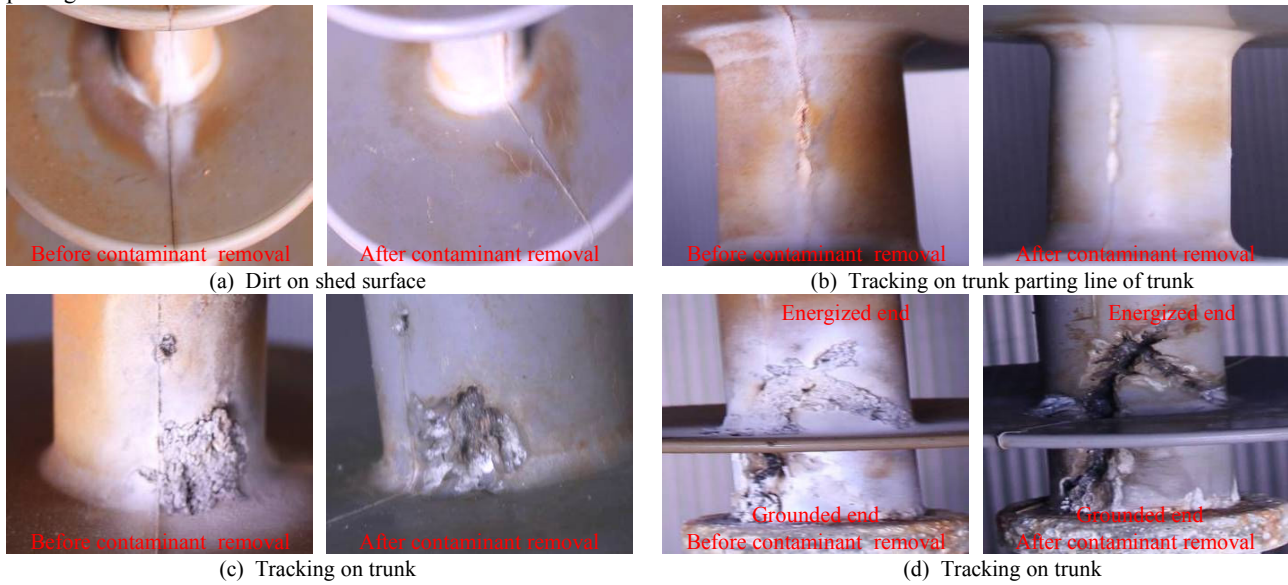 Before contaminant removal
After contaminant removal
Before contaminant removal
After contaminant removal
(a) Dirt on shed surface
(b) Tracking on trunk parting line of trunk
Energized end
Energized end
Grounded end
Grounded end
Before contaminant removal
After contaminant removal
Before contaminant removal
After contaminant removal
(c) Tracking on trunk
(d) Tracking on trunk